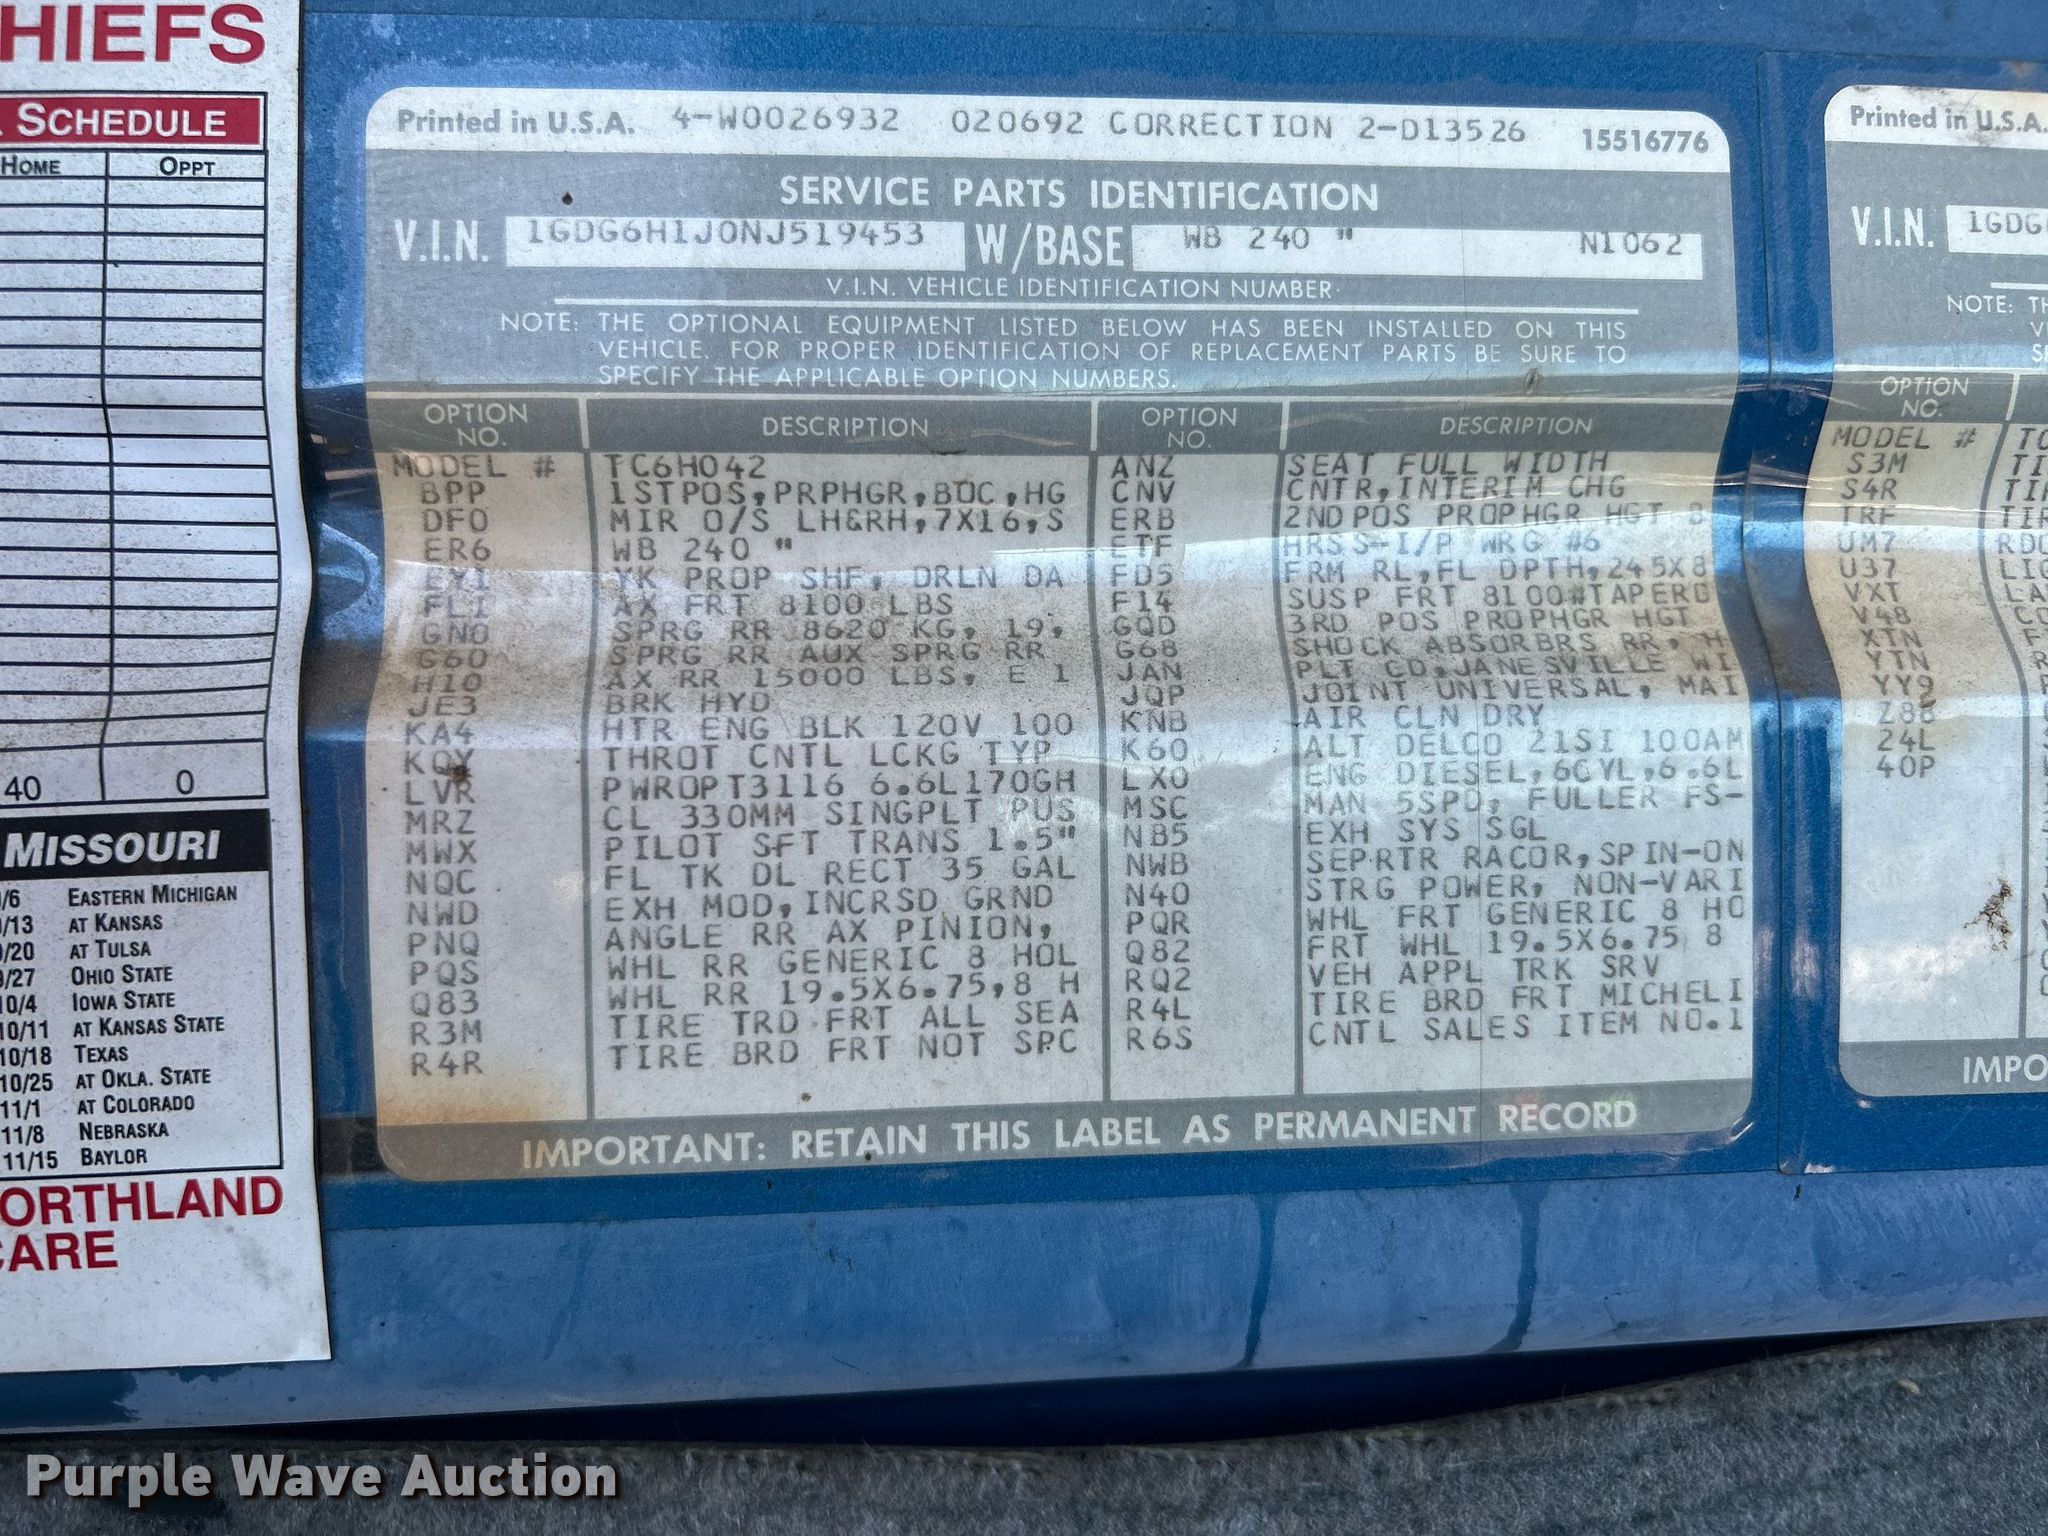 HIEFS
SCHEDULE
HOME OPPT
40 0
MISSOURI
/6 EASTERN MICHIGAN
/13 AT KANSAS
/20 AT TULSA
/27 OHIO STATE
10/4 IOWA STATE
10/11 AT KANSAS STATE
10/18 TEXAS
10/25 AT OKLA. STATE
11/1 AT COLORADO
11/8 NEBRASKA
11/15 BAYLOR
ORTHLAND
CARE
Printed in U.S.A. 4-W0026932 020692 CORRECTION 2-D13526 15516776
SERVICE PARTS IDENTIFICATION
V.I.N. 1GDG6H1J0NJ519453 W/BASE WB 240 " N1062
V.I.N. VEHICLE IDENTIFICATION NUMBER
NOTE: THE OPTIONAL EQUIPMENT LISTED BELOW HAS BEEN INSTALLED ON THIS
VEHICLE. FOR PROPER IDENTIFICATION OF REPLACEMENT PARTS BE SURE TO
SPECIFY THE APPLICABLE OPTION NUMBERS.
OPTION NO. DESCRIPTION OPTION NO. DESCRIPTION
MODEL # TC6H042 ANZ SEAT FULL WIDTH
BPP 1STPOS,PRPHGR,BOC,HG CNV CNTR,INTERIM CHG
DF0 MIR O/S LH&RH,7X16,S ERB 2NDPOS PROPHGR HGT 8
ER6 WB 240 " ETF HRSS-I/P WRG #6
EYI YK PROP SHF, DRLN DA FD5 FRM RL,FL DPTH,245X8
FL1 AX FRT 8100 LBS F14 SUSP FRT 8100#TAPERD
GN0 SPRG RR 8620 KG, 19, GQD 3RD POS PROPHGR HGT
G60 SPRG RR AUX SPRG RR G68 SHOCK ABSORBRS RR, H
H10 AX RR 15000 LBS, E 1 JAN PLT CD,JANESVILLE WI
JE3 BRK HYD JQP JOINT UNIVERSAL, MAI
KA4 HTR ENG BLK 120V 100 KNB AIR CLN DRY
KQY THROT CNTL LCKG TYP K60 ALT DELCO 21SI 100AM
LVR PWROPT3116 6.6L170GH LX0 ENG DIESEL,6CYL,6.6L
MRZ CL 330MM SINGPLT PUS MSC MAN 5SPD, FULLER FS-
MWX PILOT SFT TRANS 1.5" NB5 EXH SYS SGL
NQC FL TK DL RECT 35 GAL NWB SEPRTR RACOR,SPIN-ON
NWD EXH MOD,INCRSD GRND N40 STRG POWER, NON-VARI
PNQ ANGLE RR AX PINION, PQR WHL FRT GENERIC 8 HO
PQS WHL RR GENERIC 8 HOL Q82 FRT WHL 19.5X6.75 8
Q83 WHL RR 19.5X6.75,8 H RQ2 VEH APPL TRK SRV
R3M TIRE TRD FRT ALL SEA R4L TIRE BRD FRT MICHELI
R4R TIRE BRD FRT NOT SPC R6S CNTL SALES ITEM NO.1
IMPORTANT: RETAIN THIS LABEL AS PERMANENT RECORD
Printed in U.S.A.
V.I.N. 1GDG
NOTE: TH
OPTION NO.
MODEL # TC
S3M TI
S4R TIR
TRF TIR
UM7 RDO
U37 LIG
VXT LA
V48 CO
XTN F
YTN R
YY9
Z88
24L
40P
IMPO
Purple Wave Auction